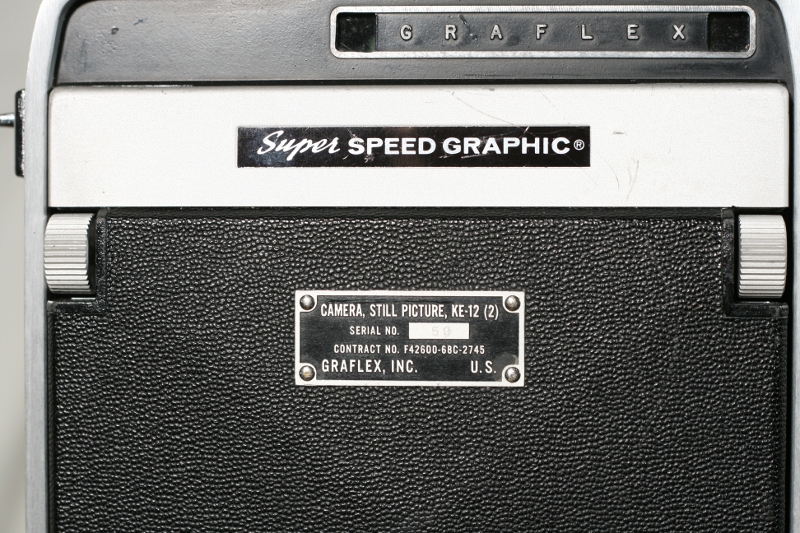 GRAFLEX
Super SPEED GRAPHIC®
CAMERA, STILL PICTURE, KE-12 (2)
SERIAL NO. 50
CONTRACT NO. F42600-68C-2745
GRAFLEX, INC. U.S.